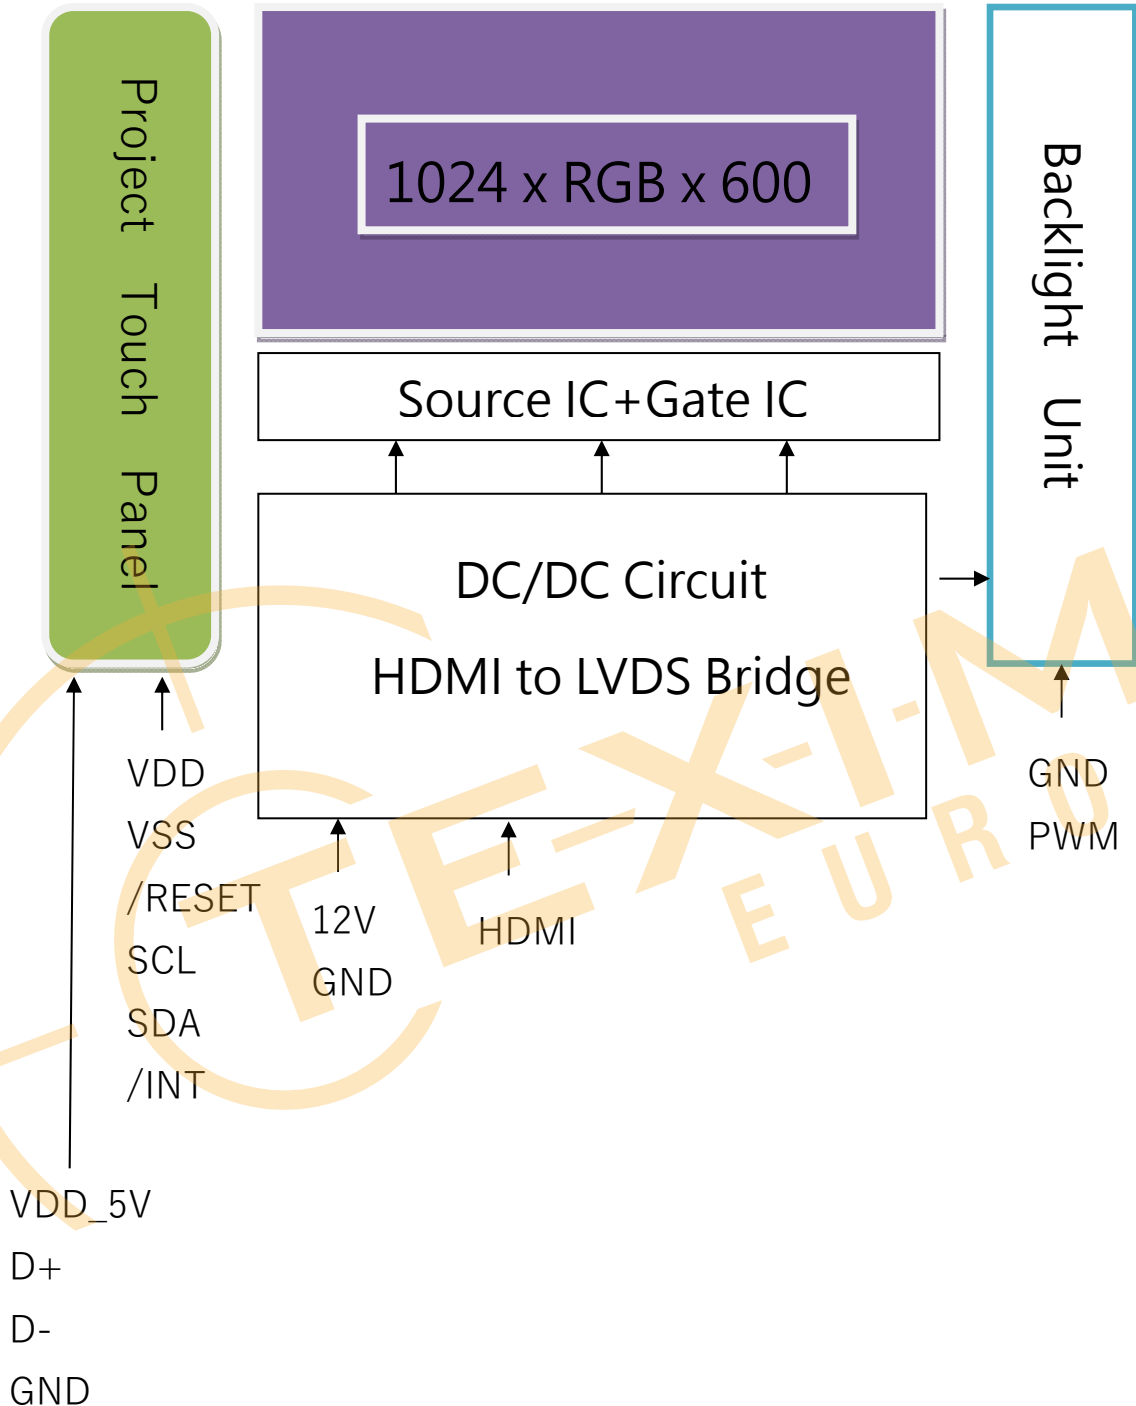 Project Touch Panel
1024 x RGB x 600
Backlight Unit
Source IC+Gate IC
DC/DC Circuit
HDMI to LVDS Bridge
VDD
VSS
/RESET
SCL
SDA
/INT
12V
GND
HDMI
GND
PWM
VDD_5V
D+
D-
GND
TEX-I-M
EURO